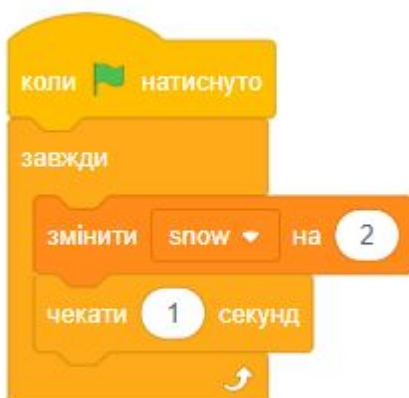 коли натиснуто
завжди
змінити snow на 2
чекати 1 секунд